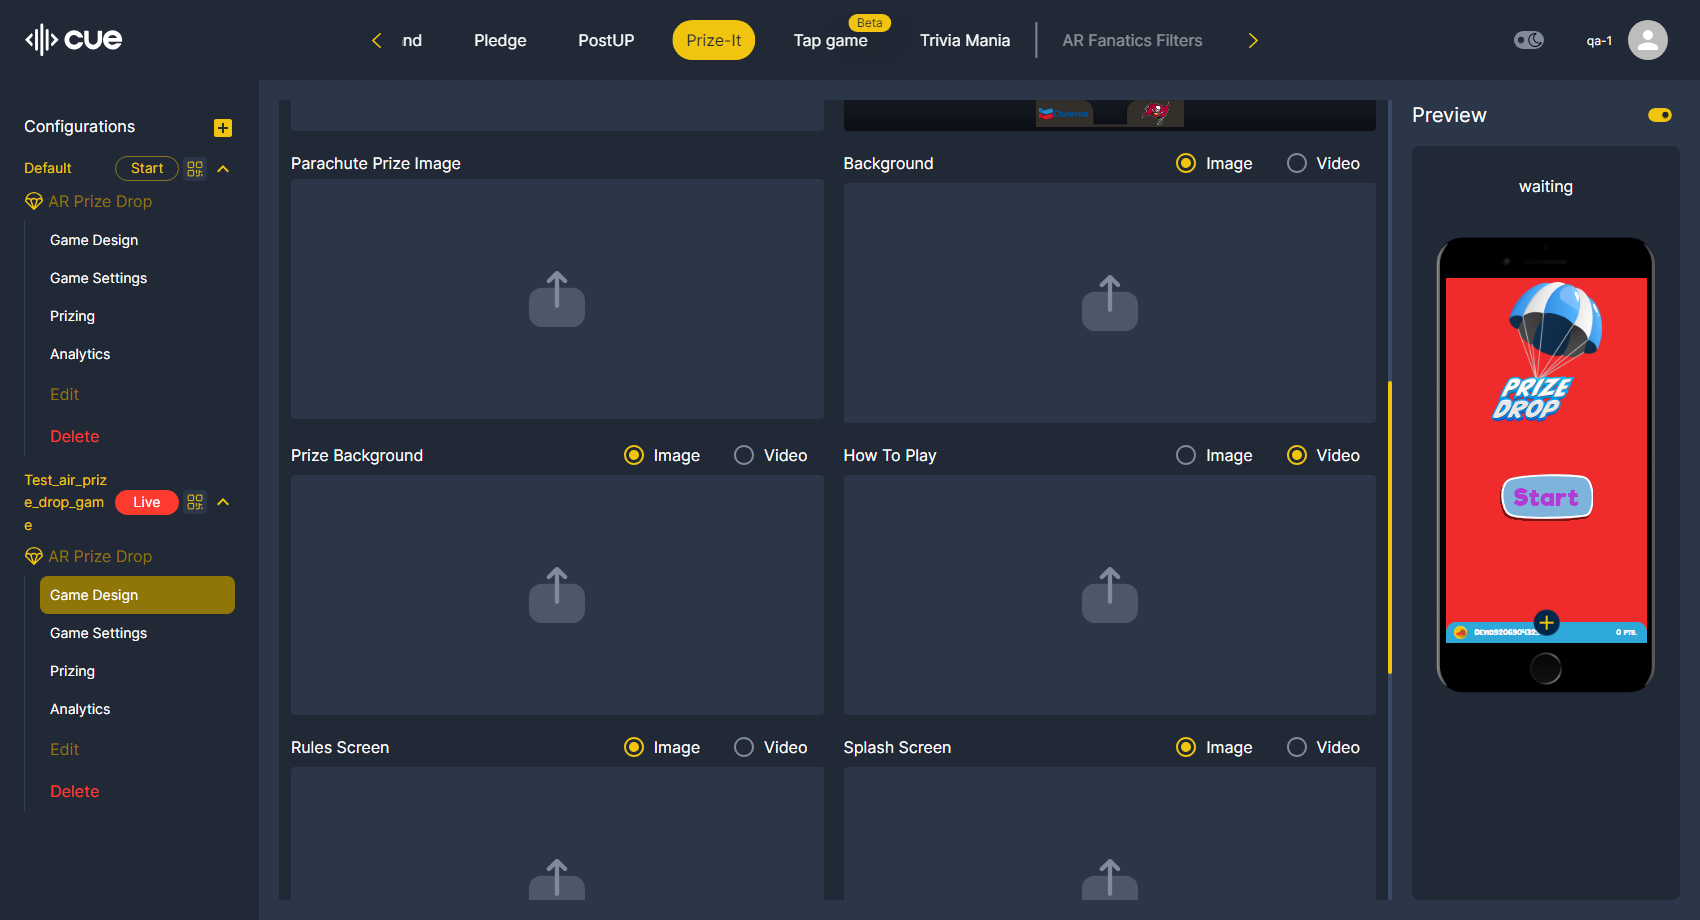 cue
nd
Pledge
PostUP
Prize-It
Beta
Tap game
Trivia Mania
AR Fanatics Filters
qa-1
Configurations
Default
Start
AR Prize Drop
Game Design
Game Settings
Prizing
Analytics
Edit
Delete
Test_air_priz
e_drop_gam
e
Live
AR Prize Drop
Game Design
Game Settings
Prizing
Analytics
Edit
Delete
Chevron
Parachute Prize Image
Background
Image
Video
Prize Background
Image
Video
How To Play
Image
Video
Rules Screen
Image
Video
Splash Screen
Image
Video
Preview
waiting
PRIZE
DROP
Start
0 PTS.